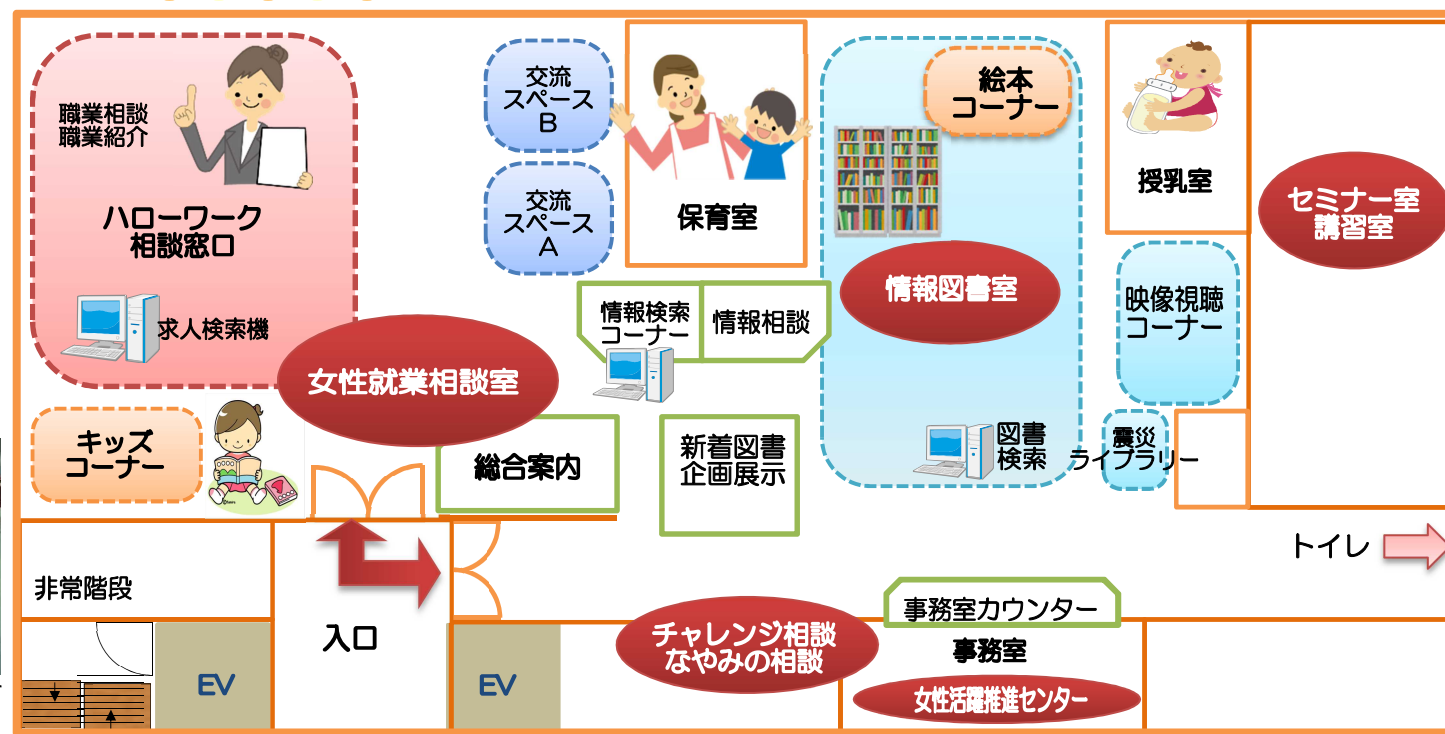 職業相談
職業紹介
ハローワーク
相談窓口
求人検索機
女性就業相談室
キッズ
コーナー
交流
スペース
B
交流
スペース
A
保育室
情報検索
コーナー
情報相談
総合案内
新着図書
企画展示
絵本
コーナー
情報図書室
図書
検索
授乳室
映像視聴
コーナー
震災
ライブラリー
セミナー室
講習室
トイレ
非常階段
EV
入口
EV
チャレンジ相談
なやみの相談
事務室カウンター
事務室
女性活躍推進センター